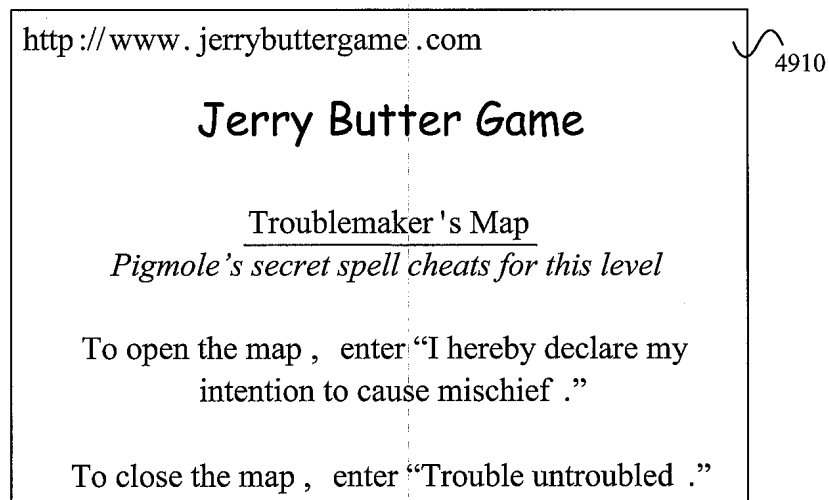 http://www.jerrybuttergame.com
4910
Jerry Butter Game
Troublemaker's Map
Pigmole's secret spell cheats for this level
To open the map, enter “I hereby declare my
intention to cause mischief.”
To close the map, enter “Trouble untroubled.”